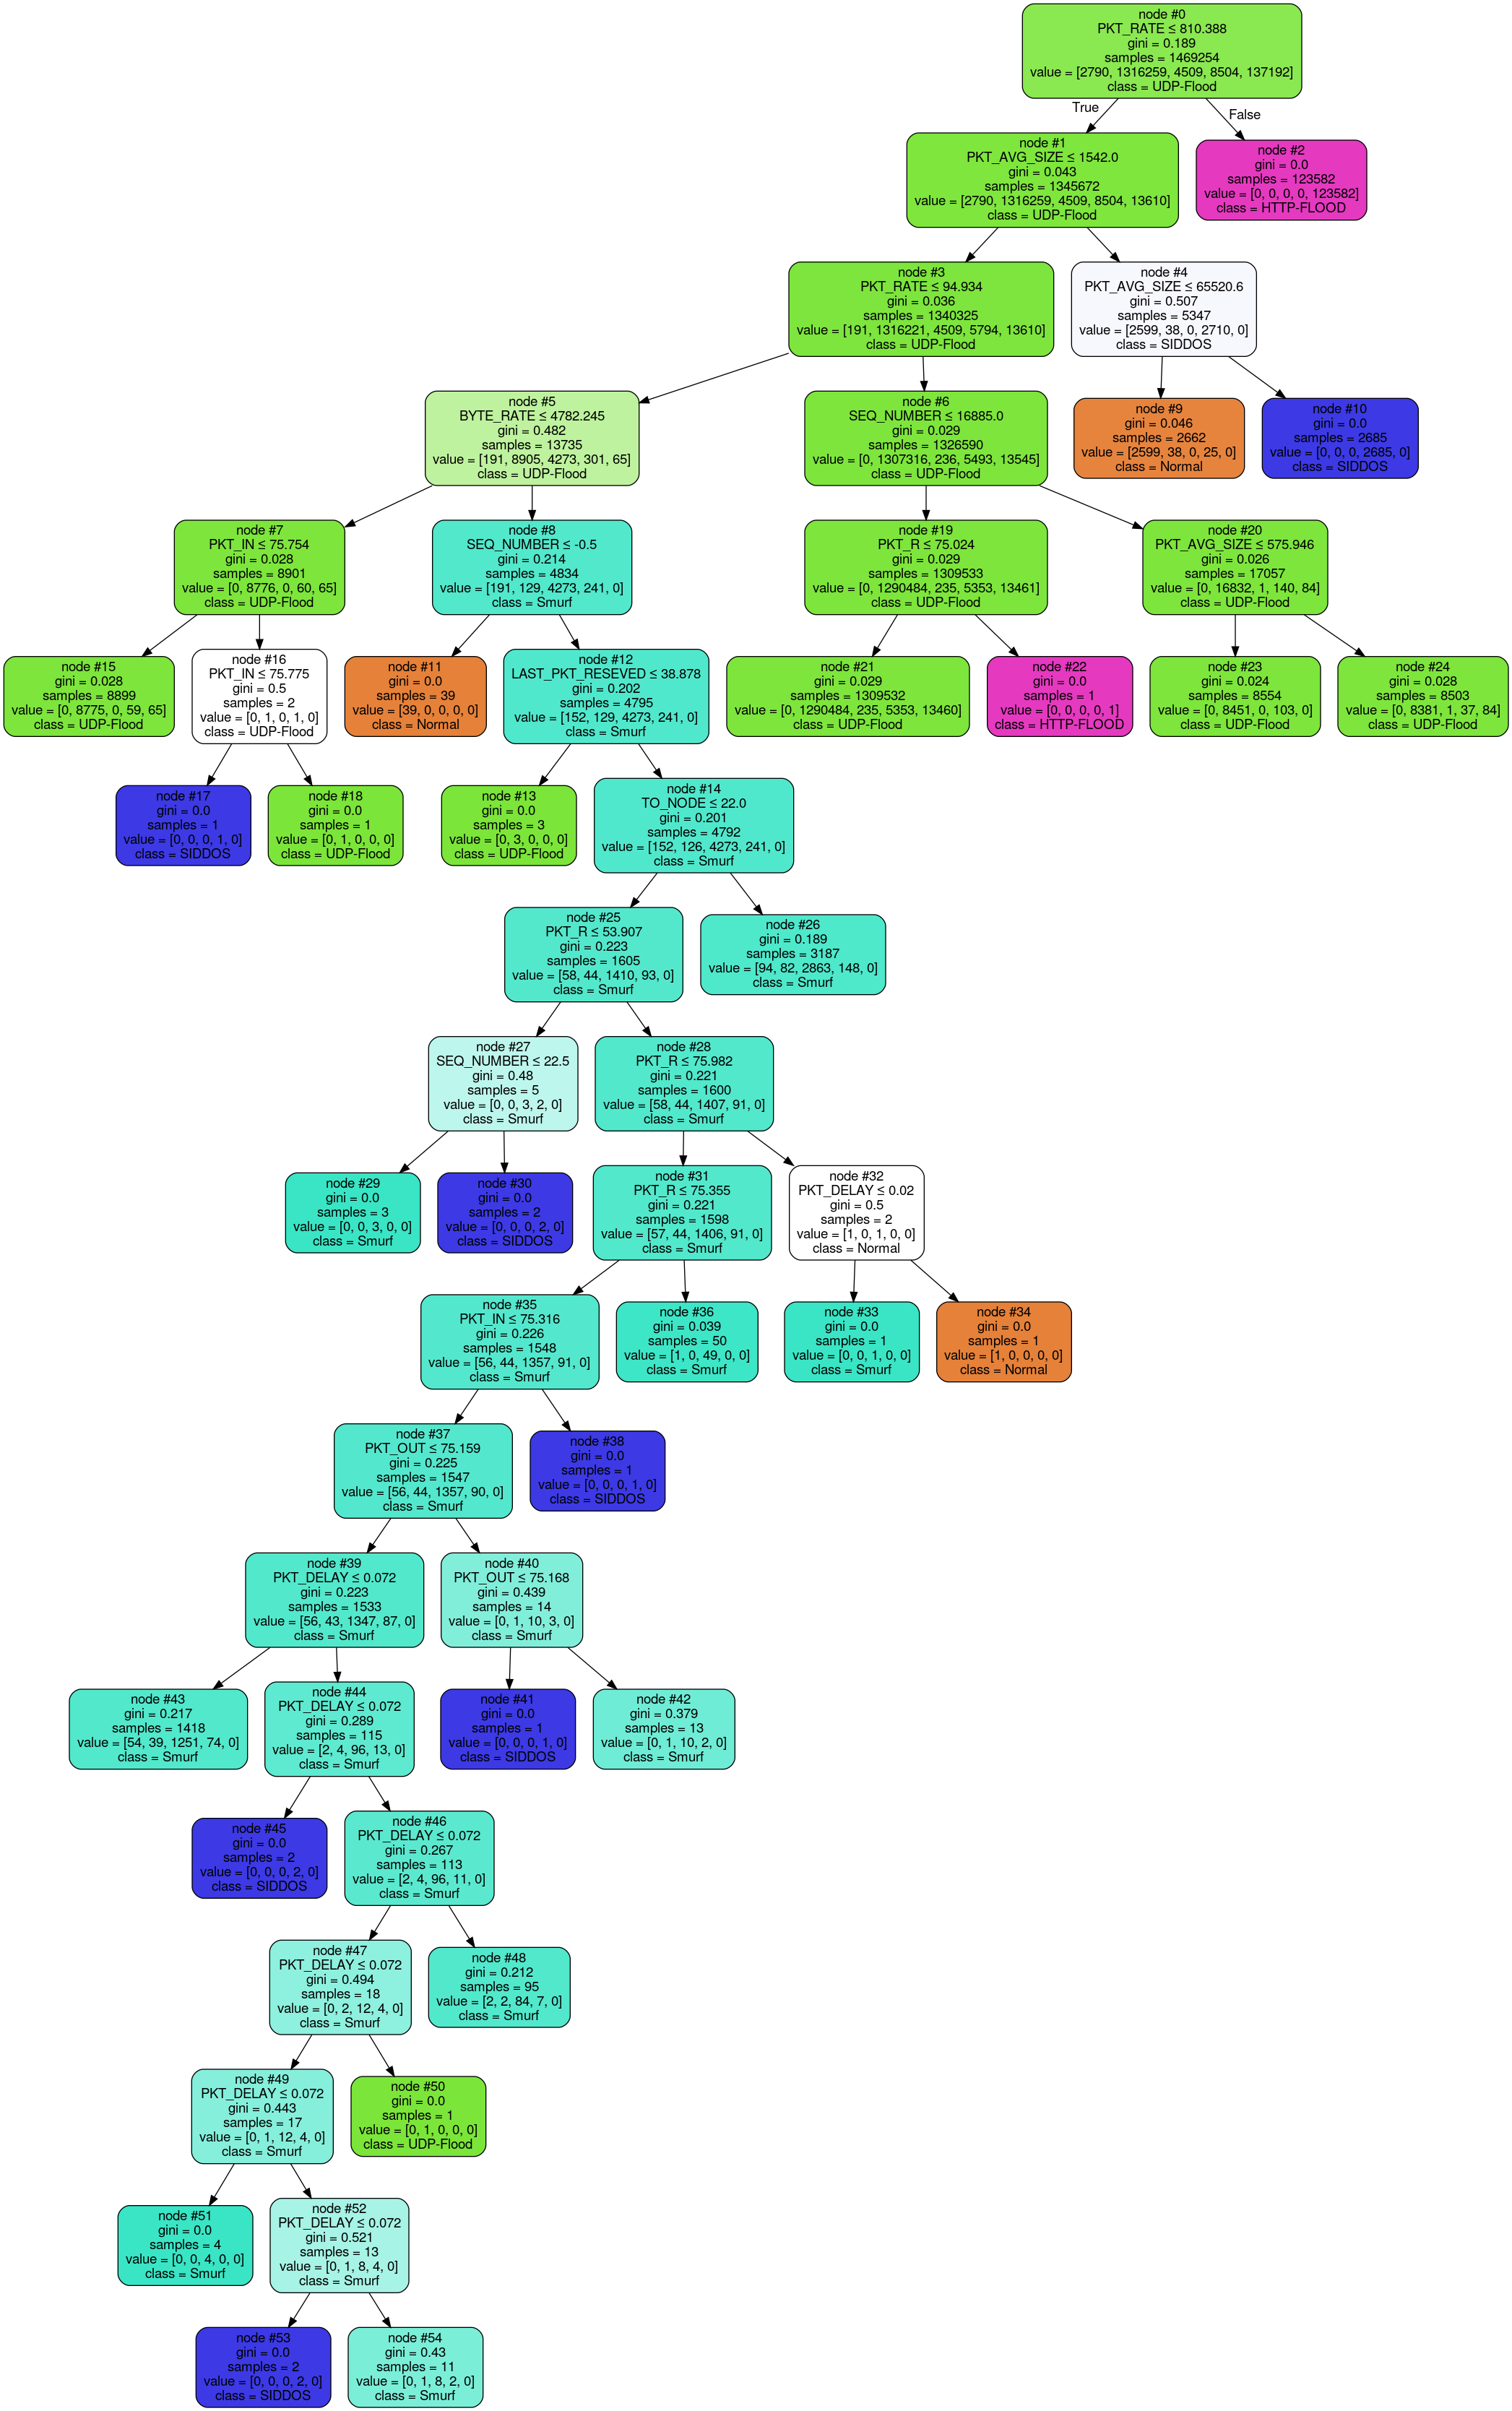 node #0
PKT_RATE ≤ 810.388
gini = 0.189
samples = 1469254
value = [2790, 1316259, 4509, 8504, 137192]
class = UDP-Flood
True
False
node #1
PKT_AVG_SIZE ≤ 1542.0
gini = 0.043
samples = 1345672
value = [2790, 1316259, 4509, 8504, 13610]
class = UDP-Flood
node #2
gini = 0.0
samples = 123582
value = [0, 0, 0, 0, 123582]
class = HTTP-FLOOD
node #3
PKT_RATE ≤ 94.934
gini = 0.036
samples = 1340325
value = [191, 1316221, 4509, 5794, 13610]
class = UDP-Flood
node #4
PKT_AVG_SIZE ≤ 65520.6
gini = 0.507
samples = 5347
value = [2599, 38, 0, 2710, 0]
class = SIDDOS
node #5
BYTE_RATE ≤ 4782.245
gini = 0.482
samples = 13735
value = [191, 8905, 4273, 301, 65]
class = UDP-Flood
node #6
SEQ_NUMBER ≤ 16885.0
gini = 0.029
samples = 1326590
value = [0, 1307316, 236, 5493, 13545]
class = UDP-Flood
node #9
gini = 0.046
samples = 2662
value = [2599, 38, 0, 25, 0]
class = Normal
node #10
gini = 0.0
samples = 2685
value = [0, 0, 0, 2685, 0]
class = SIDDOS
node #7
PKT_IN ≤ 75.754
gini = 0.028
samples = 8901
value = [0, 8776, 0, 60, 65]
class = UDP-Flood
node #8
SEQ_NUMBER ≤ -0.5
gini = 0.214
samples = 4834
value = [191, 129, 4273, 241, 0]
class = Smurf
node #19
PKT_R ≤ 75.024
gini = 0.029
samples = 1309533
value = [0, 1290484, 235, 5353, 13461]
class = UDP-Flood
node #20
PKT_AVG_SIZE ≤ 575.946
gini = 0.026
samples = 17057
value = [0, 16832, 1, 140, 84]
class = UDP-Flood
node #15
gini = 0.028
samples = 8899
value = [0, 8775, 0, 59, 65]
class = UDP-Flood
node #16
PKT_IN ≤ 75.775
gini = 0.5
samples = 2
value = [0, 1, 0, 1, 0]
class = UDP-Flood
node #11
gini = 0.0
samples = 39
value = [39, 0, 0, 0, 0]
class = Normal
node #12
LAST_PKT_RESEVED ≤ 38.878
gini = 0.202
samples = 4795
value = [152, 129, 4273, 241, 0]
class = Smurf
node #21
gini = 0.029
samples = 1309532
value = [0, 1290484, 235, 5353, 13460]
class = UDP-Flood
node #22
gini = 0.0
samples = 1
value = [0, 0, 0, 0, 1]
class = HTTP-FLOOD
node #23
gini = 0.024
samples = 8554
value = [0, 8451, 0, 103, 0]
class = UDP-Flood
node #24
gini = 0.028
samples = 8503
value = [0, 8381, 1, 37, 84]
class = UDP-Flood
node #17
gini = 0.0
samples = 1
value = [0, 0, 0, 1, 0]
class = SIDDOS
node #18
gini = 0.0
samples = 1
value = [0, 1, 0, 0, 0]
class = UDP-Flood
node #13
gini = 0.0
samples = 3
value = [0, 3, 0, 0, 0]
class = UDP-Flood
node #14
TO_NODE ≤ 22.0
gini = 0.201
samples = 4792
value = [152, 126, 4273, 241, 0]
class = Smurf
node #25
PKT_R ≤ 53.907
gini = 0.223
samples = 1605
value = [58, 44, 1410, 93, 0]
class = Smurf
node #26
gini = 0.189
samples = 3187
value = [94, 82, 2863, 148, 0]
class = Smurf
node #27
SEQ_NUMBER ≤ 22.5
gini = 0.48
samples = 5
value = [0, 0, 3, 2, 0]
class = Smurf
node #28
PKT_R ≤ 75.982
gini = 0.221
samples = 1600
value = [58, 44, 1407, 91, 0]
class = Smurf
node #29
gini = 0.0
samples = 3
value = [0, 0, 3, 0, 0]
class = Smurf
node #30
gini = 0.0
samples = 2
value = [0, 0, 0, 2, 0]
class = SIDDOS
node #31
PKT_R ≤ 75.355
gini = 0.221
samples = 1598
value = [57, 44, 1406, 91, 0]
class = Smurf
node #32
PKT_DELAY ≤ 0.02
gini = 0.5
samples = 2
value = [1, 0, 1, 0, 0]
class = Normal
node #35
PKT_IN ≤ 75.316
gini = 0.226
samples = 1548
value = [56, 44, 1357, 91, 0]
class = Smurf
node #36
gini = 0.039
samples = 50
value = [1, 0, 49, 0, 0]
class = Smurf
node #33
gini = 0.0
samples = 1
value = [0, 0, 1, 0, 0]
class = Smurf
node #34
gini = 0.0
samples = 1
value = [1, 0, 0, 0, 0]
class = Normal
node #37
PKT_OUT ≤ 75.159
gini = 0.225
samples = 1547
value = [56, 44, 1357, 90, 0]
class = Smurf
node #38
gini = 0.0
samples = 1
value = [0, 0, 0, 1, 0]
class = SIDDOS
node #39
PKT_DELAY ≤ 0.072
gini = 0.223
samples = 1533
value = [56, 43, 1347, 87, 0]
class = Smurf
node #40
PKT_OUT ≤ 75.168
gini = 0.439
samples = 14
value = [0, 1, 10, 3, 0]
class = Smurf
node #43
gini = 0.217
samples = 1418
value = [54, 39, 1251, 74, 0]
class = Smurf
node #44
PKT_DELAY ≤ 0.072
gini = 0.289
samples = 115
value = [2, 4, 96, 13, 0]
class = Smurf
node #41
gini = 0.0
samples = 1
value = [0, 0, 0, 1, 0]
class = SIDDOS
node #42
gini = 0.379
samples = 13
value = [0, 1, 10, 2, 0]
class = Smurf
node #45
gini = 0.0
samples = 2
value = [0, 0, 0, 2, 0]
class = SIDDOS
node #46
PKT_DELAY ≤ 0.072
gini = 0.267
samples = 113
value = [2, 4, 96, 11, 0]
class = Smurf
node #47
PKT_DELAY ≤ 0.072
gini = 0.494
samples = 18
value = [0, 2, 12, 4, 0]
class = Smurf
node #48
gini = 0.212
samples = 95
value = [2, 2, 84, 7, 0]
class = Smurf
node #49
PKT_DELAY ≤ 0.072
gini = 0.443
samples = 17
value = [0, 1, 12, 4, 0]
class = Smurf
node #50
gini = 0.0
samples = 1
value = [0, 1, 0, 0, 0]
class = UDP-Flood
node #51
gini = 0.0
samples = 4
value = [0, 0, 4, 0, 0]
class = Smurf
node #52
PKT_DELAY ≤ 0.072
gini = 0.521
samples = 13
value = [0, 1, 8, 4, 0]
class = Smurf
node #53
gini = 0.0
samples = 2
value = [0, 0, 0, 2, 0]
class = SIDDOS
node #54
gini = 0.43
samples = 11
value = [0, 1, 8, 2, 0]
class = Smurf